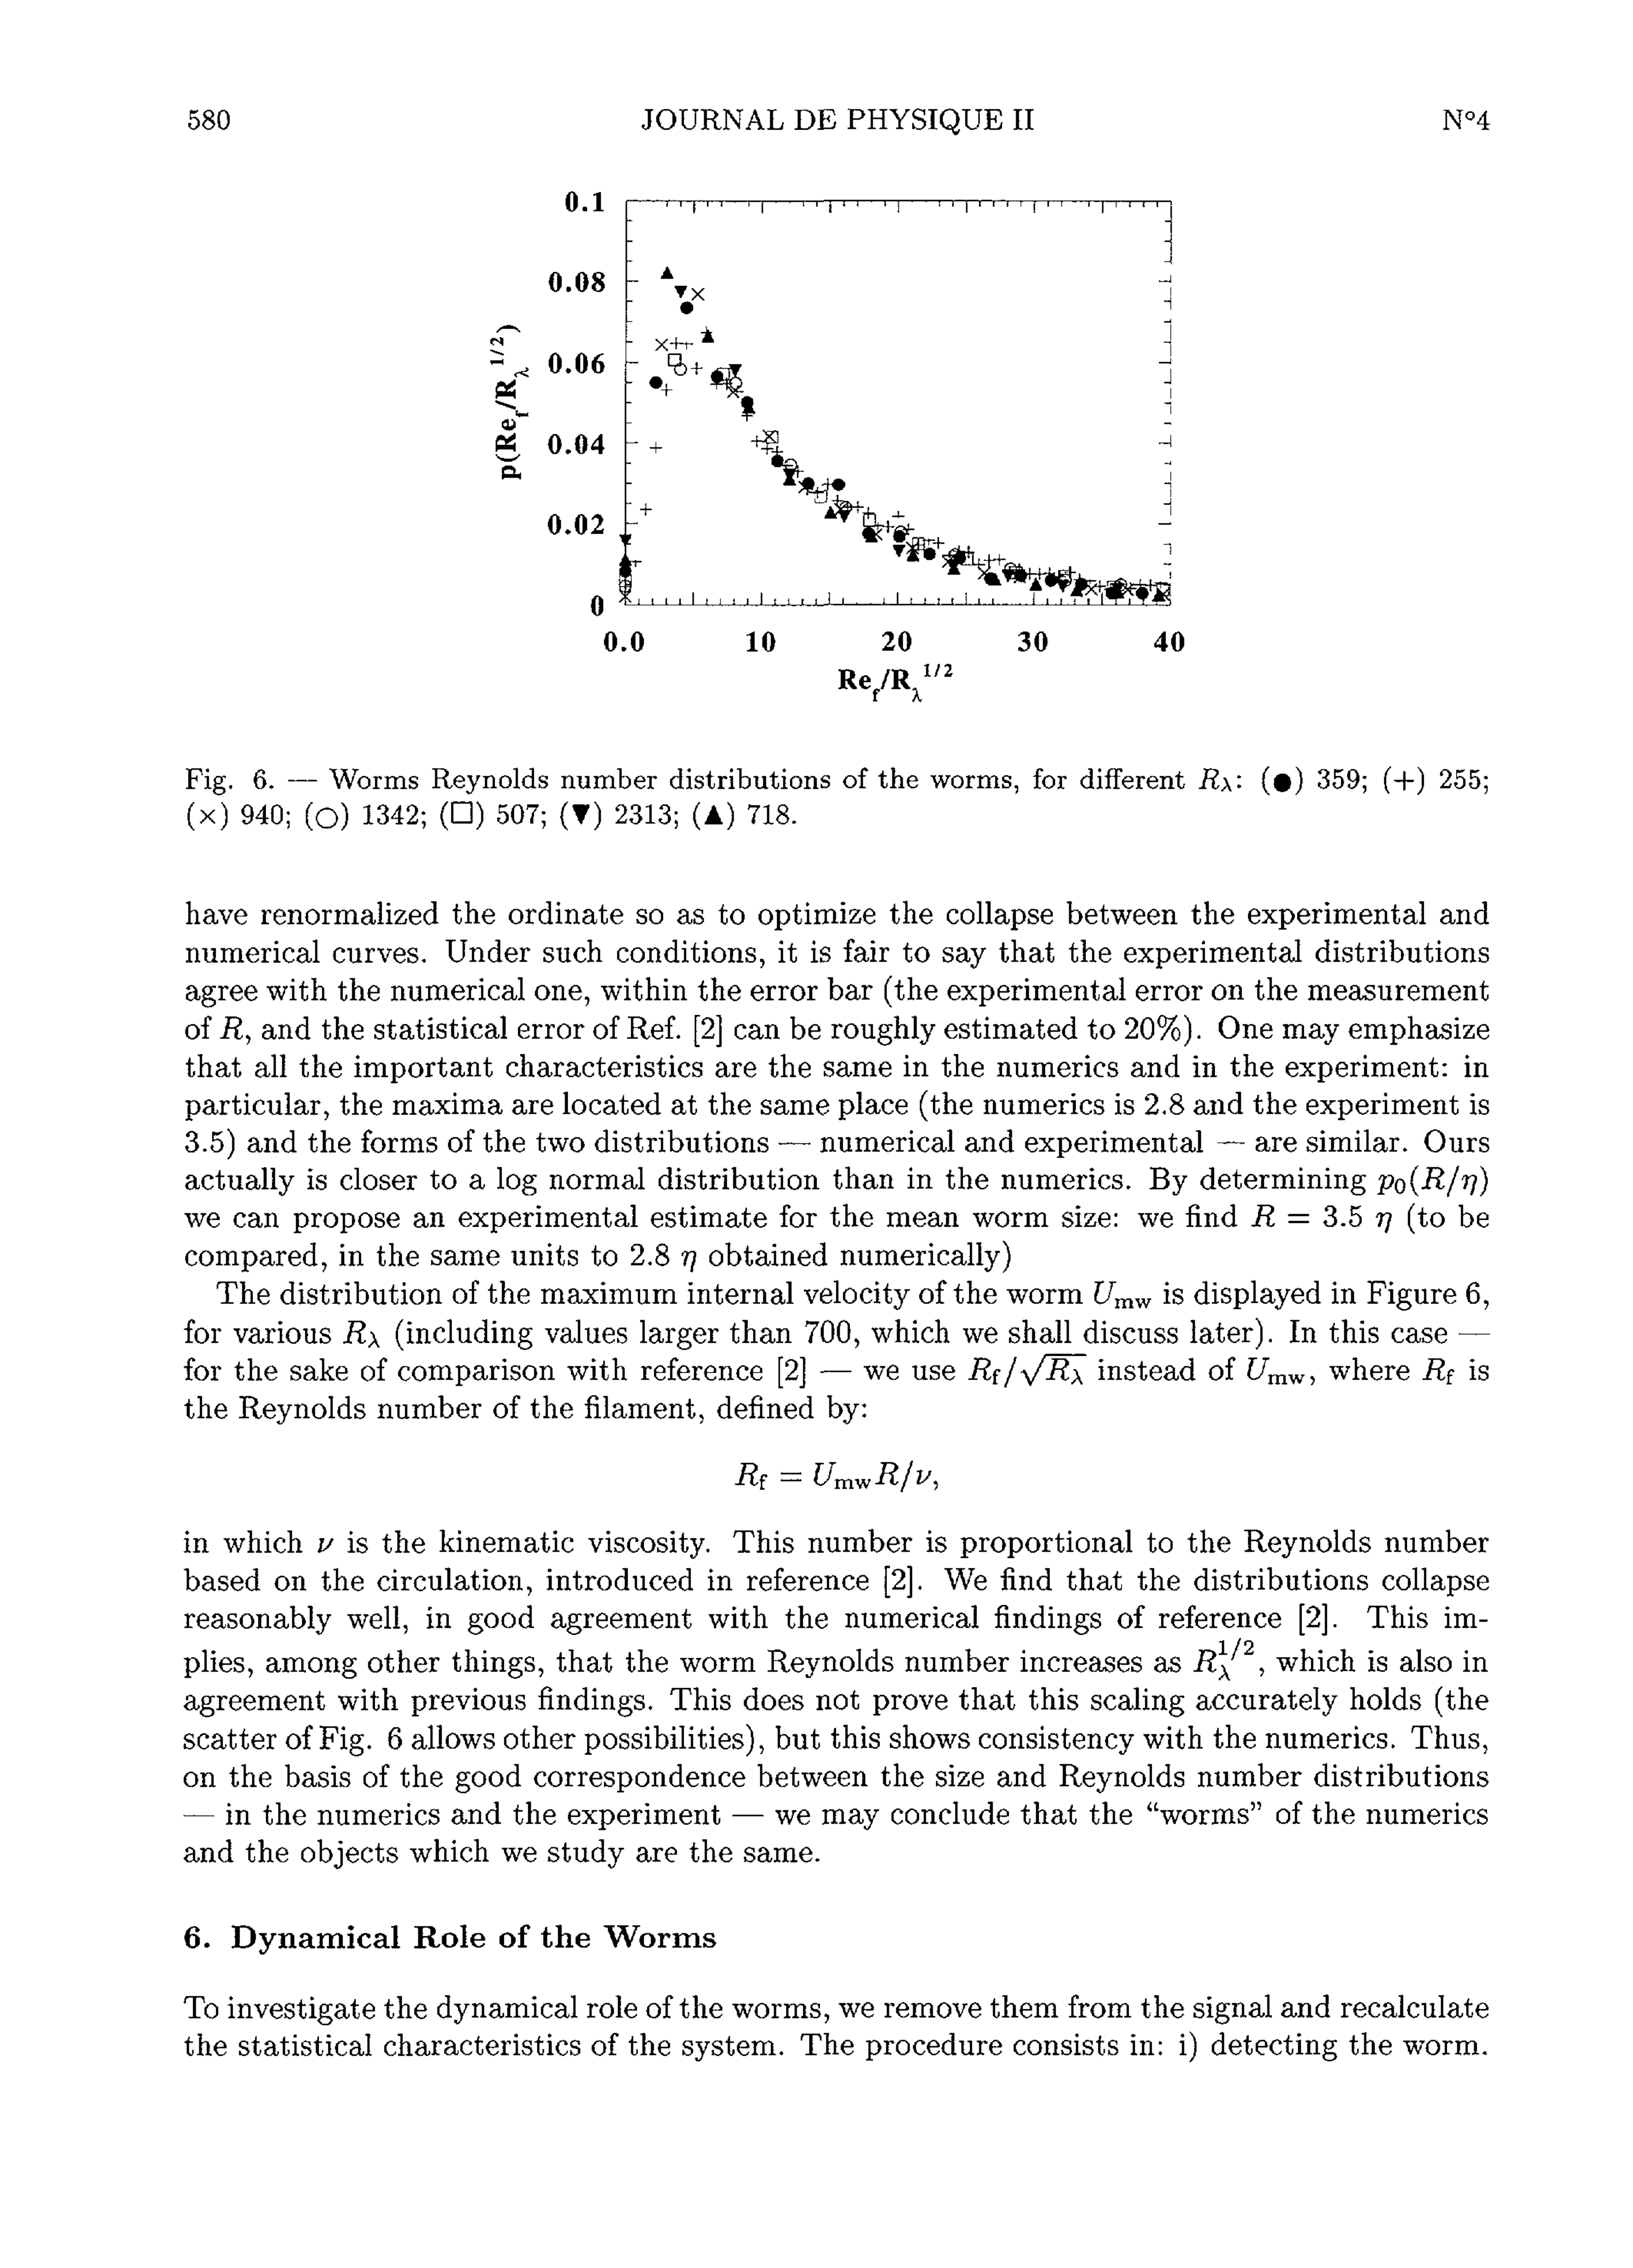 580
JOURNAL DE PHYSIQUE II
N°4
0.1
0.08
0.06
0.04
0.02
0
p(Re_f/R_λ^{1/2})
0.0 10 20 30 40
Re_f/R_λ^{1/2}
Fig. 6. — Worms Reynolds number distributions of the worms, for different R_λ: (●) 359; (+) 255;
(×) 940; (○) 1342; (□) 507; (▼) 2313; (▲) 718.
have renormalized the ordinate so as to optimize the collapse between the experimental and
numerical curves. Under such conditions, it is fair to say that the experimental distributions
agree with the numerical one, within the error bar (the experimental error on the measurement
of R, and the statistical error of Ref. [2] can be roughly estimated to 20%). One may emphasize
that all the important characteristics are the same in the numerics and in the experiment: in
particular, the maxima are located at the same place (the numerics is 2.8 and the experiment is
3.5) and the forms of the two distributions — numerical and experimental — are similar. Ours
actually is closer to a log normal distribution than in the numerics. By determining p_0(R/η)
we can propose an experimental estimate for the mean worm size: we find R = 3.5 η (to be
compared, in the same units to 2.8 η obtained numerically)
The distribution of the maximum internal velocity of the worm U_mw is displayed in Figure 6,
for various R_λ (including values larger than 700, which we shall discuss later). In this case —
for the sake of comparison with reference [2] — we use R_f/√R_λ instead of U_mw, where R_f is
the Reynolds number of the filament, defined by:
R_f = U_mw R/ν,
in which ν is the kinematic viscosity. This number is proportional to the Reynolds number
based on the circulation, introduced in reference [2]. We find that the distributions collapse
reasonably well, in good agreement with the numerical findings of reference [2]. This im-
plies, among other things, that the worm Reynolds number increases as R_λ^{1/2}, which is also in
agreement with previous findings. This does not prove that this scaling accurately holds (the
scatter of Fig. 6 allows other possibilities), but this shows consistency with the numerics. Thus,
on the basis of the good correspondence between the size and Reynolds number distributions
— in the numerics and the experiment — we may conclude that the “worms” of the numerics
and the objects which we study are the same.
6. Dynamical Role of the Worms
To investigate the dynamical role of the worms, we remove them from the signal and recalculate
the statistical characteristics of the system. The procedure consists in: i) detecting the worm.